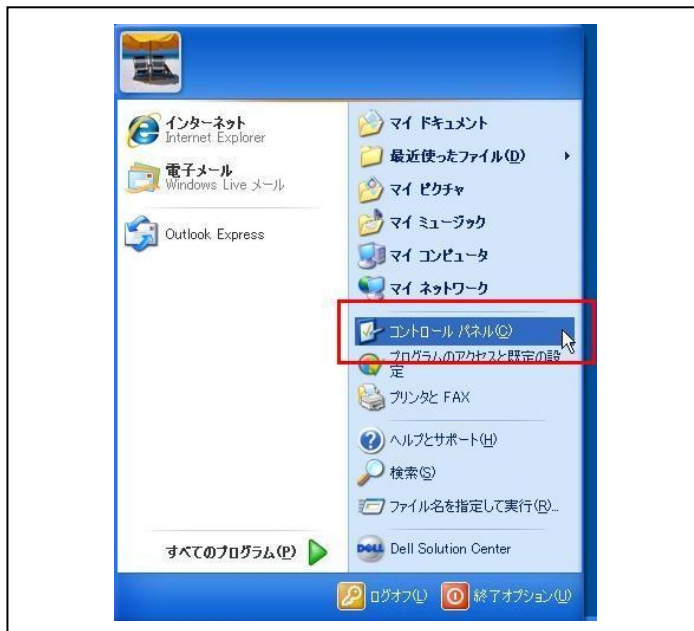 インターネット
Internet Explorer
電子メール
Windows Live メール
Outlook Express
すべてのプログラム(P)
マイ ドキュメント
最近使ったファイル(D)
マイ ピクチャ
マイ ミュージック
マイ コンピュータ
マイ ネットワーク
コントロール パネル(C)
プログラムのアクセスと既定の設
定
プリンタと FAX
ヘルプとサポート(H)
検索(S)
ファイル名を指定して実行(R)...
DELL
Dell Solution Center
ログオフ(L)
終了オプション(U)